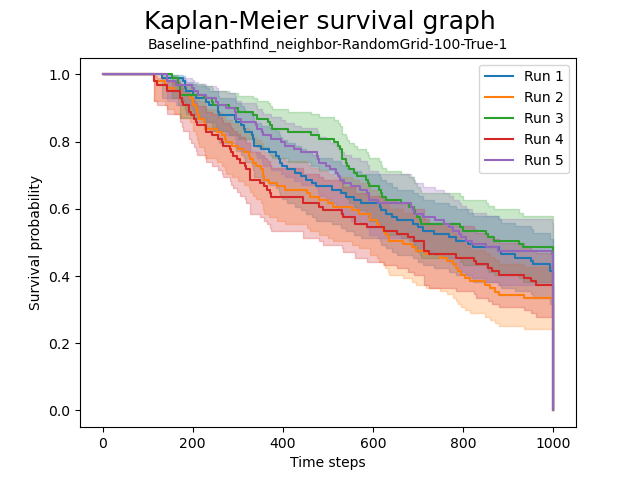 Kaplan-Meier survival graph
Baseline-pathfind_neighbor-RandomGrid-100-True-1
Survival probability
1.0
0.8
0.6
0.4
0.2
0.0
Run 1
Run 2
Run 3
Run 4
Run 5
0 200 400 600 800 1000
Time steps